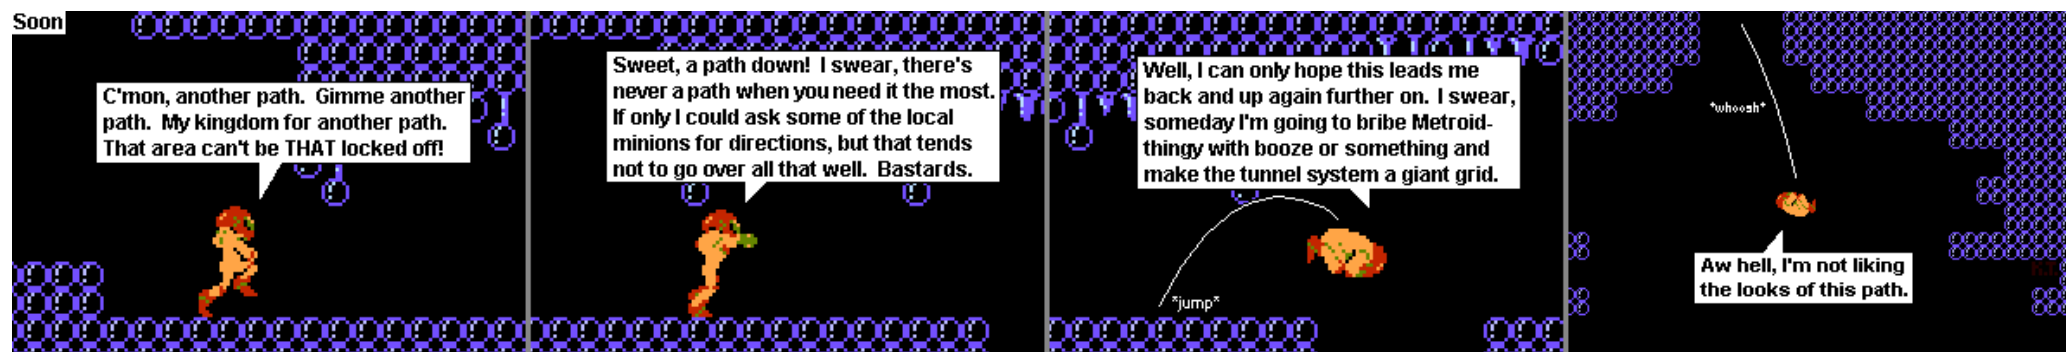 Soon
C'mon, another path.  Gimme another
path.  My kingdom for another path.
That area can't be THAT locked off!
Sweet, a path down!  I swear, there's
never a path when you need it the most.
If only I could ask some of the local
minions for directions, but that tends
not to go over all that well.  Bastards.
Well, I can only hope this leads me
back and up again further on.  I swear,
someday I'm going to bribe Metroid-
thingy with booze or something and
make the tunnel system a giant grid.
*jump*
*whoosh*
Aw hell, I'm not liking
the looks of this path.